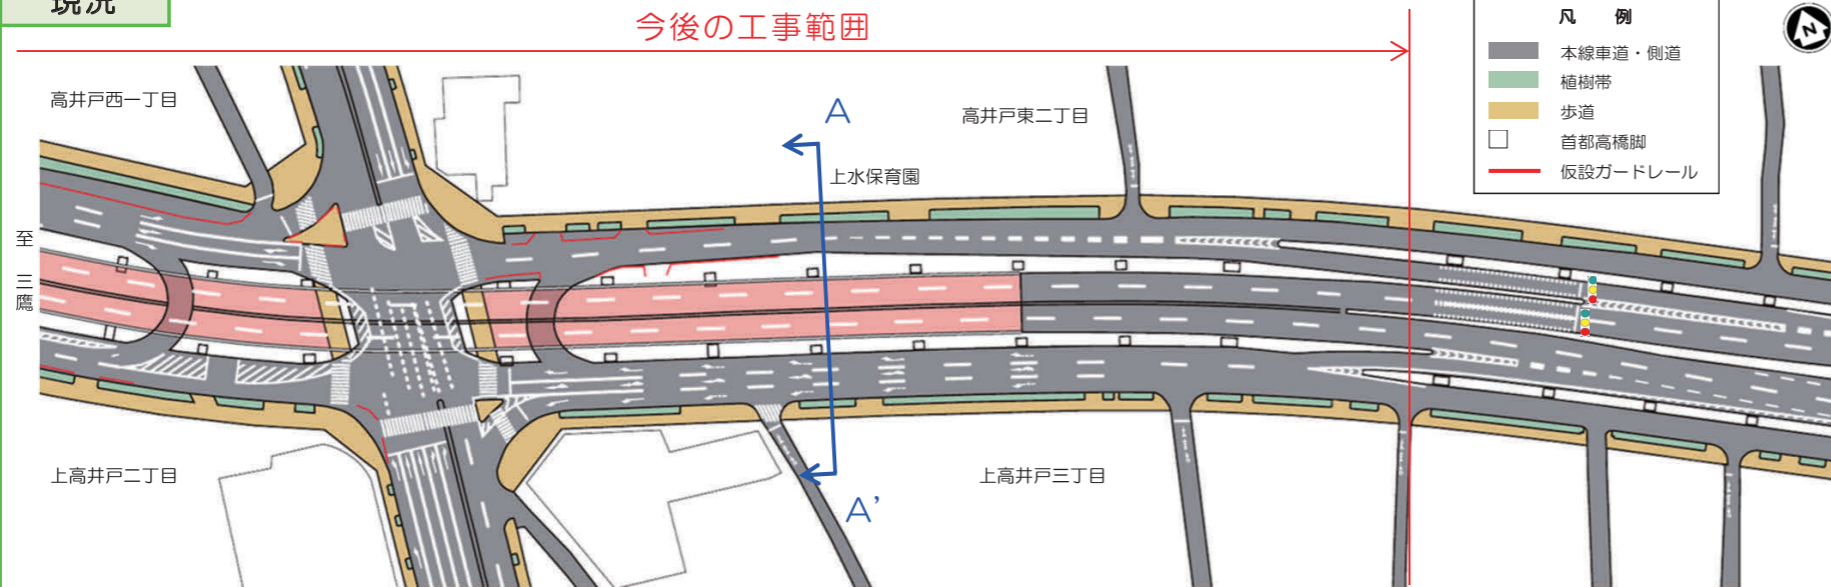 現況
今後の工事範囲
凡 例
本線車道・側道
植樹帯
歩道
首都高橋脚
仮設ガードレール
N
高井戸西一丁目
A
高井戸東二丁目
上水保育園
至 三鷹
上高井戸二丁目
上高井戸三丁目
A’